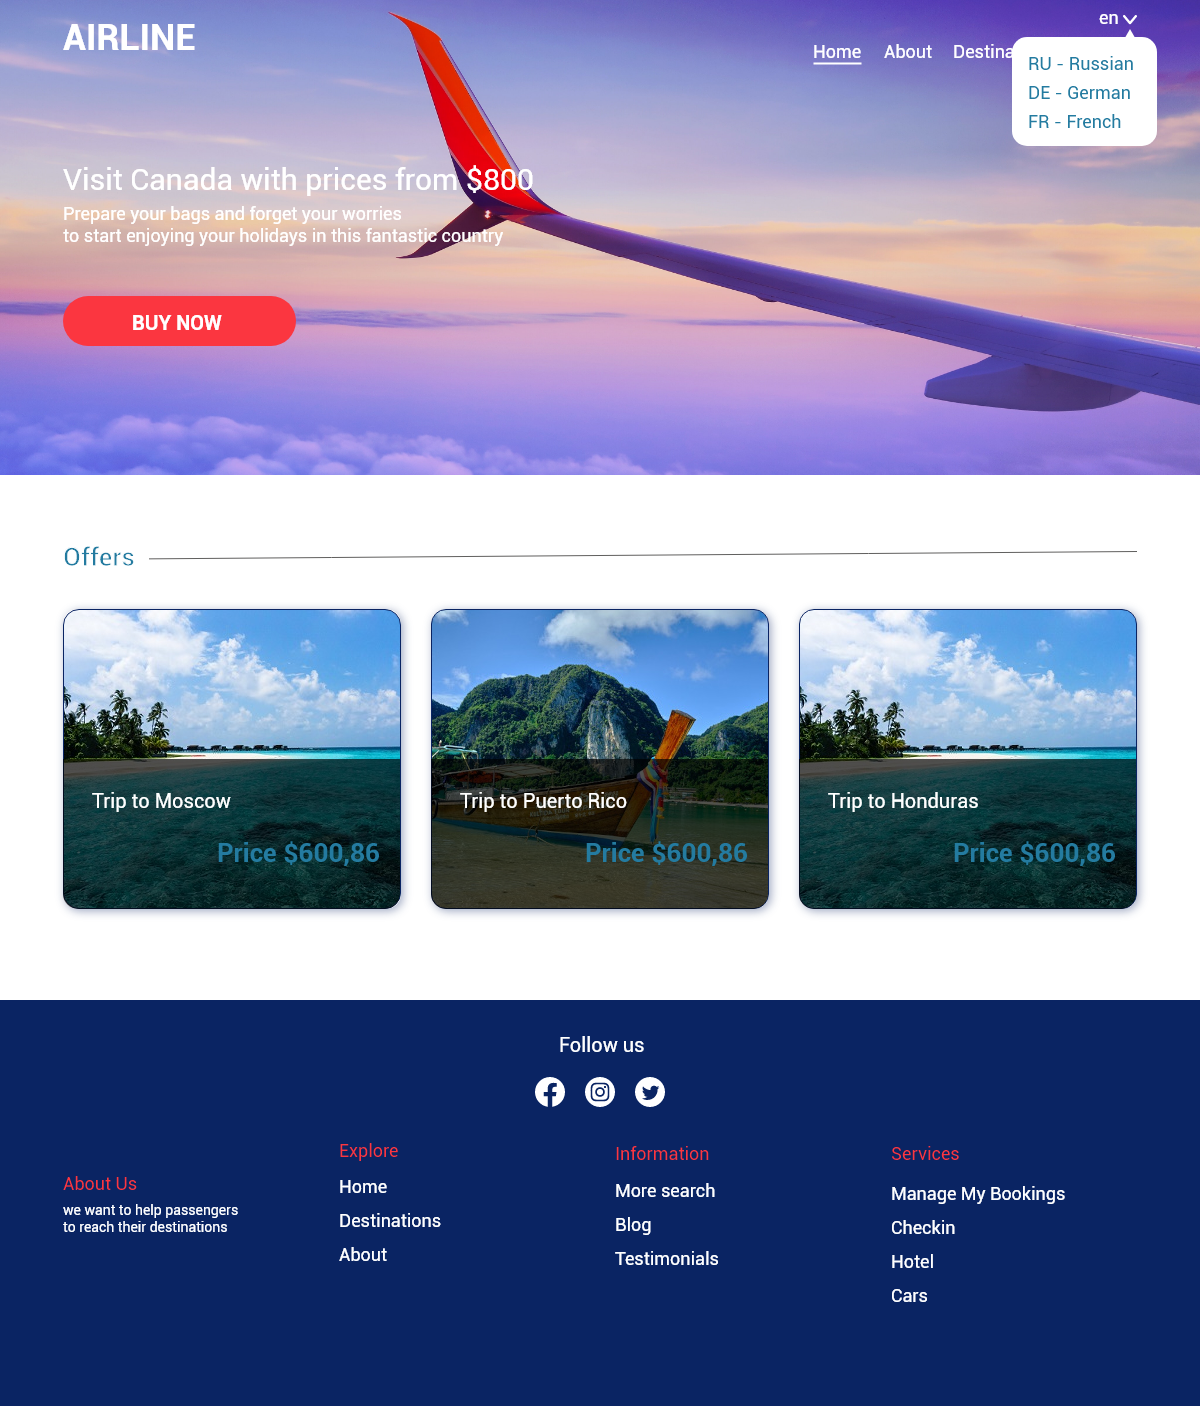 AIRLINE
en
Home About Destina
RU - Russian
DE - German
FR - French
Visit Canada with prices from $800
Prepare your bags and forget your worries
to start enjoying your holidays in this fantastic country
BUY NOW
Offers
Trip to Moscow
Price $600,86
Trip to Puerto Rico
Price $600,86
Trip to Honduras
Price $600,86
Follow us
About Us
we want to help passengers
to reach their destinations
Explore
Home
Destinations
About
Information
More search
Blog
Testimonials
Services
Manage My Bookings
Checkin
Hotel
Cars